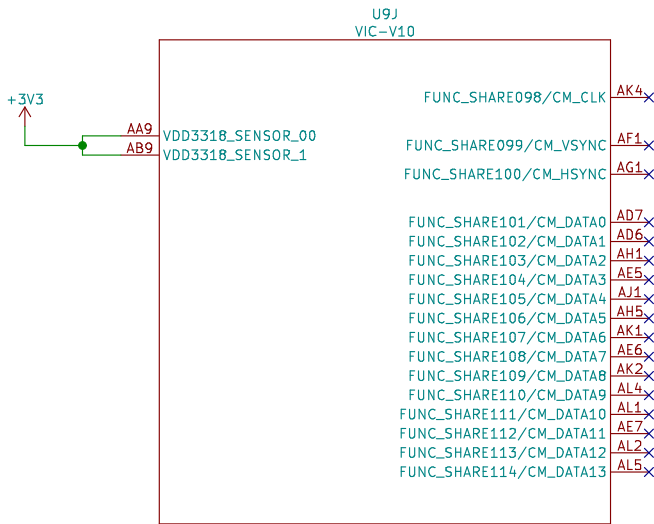 U9J
VIC-V10
+3V3
AA9 VDD3318_SENSOR_00
AB9 VDD3318_SENSOR_1
FUNC_SHARE098/CM_CLK AK4
FUNC_SHARE099/CM_VSYNC AF1
FUNC_SHARE100/CM_HSYNC AG1
FUNC_SHARE101/CM_DATA0 AD7
FUNC_SHARE102/CM_DATA1 AD6
FUNC_SHARE103/CM_DATA2 AH1
FUNC_SHARE104/CM_DATA3 AE5
FUNC_SHARE105/CM_DATA4 AJ1
FUNC_SHARE106/CM_DATA5 AH5
FUNC_SHARE107/CM_DATA6 AK1
FUNC_SHARE108/CM_DATA7 AE6
FUNC_SHARE109/CM_DATA8 AK2
FUNC_SHARE110/CM_DATA9 AL4
FUNC_SHARE111/CM_DATA10 AL1
FUNC_SHARE112/CM_DATA11 AE7
FUNC_SHARE113/CM_DATA12 AL2
FUNC_SHARE114/CM_DATA13 AL5